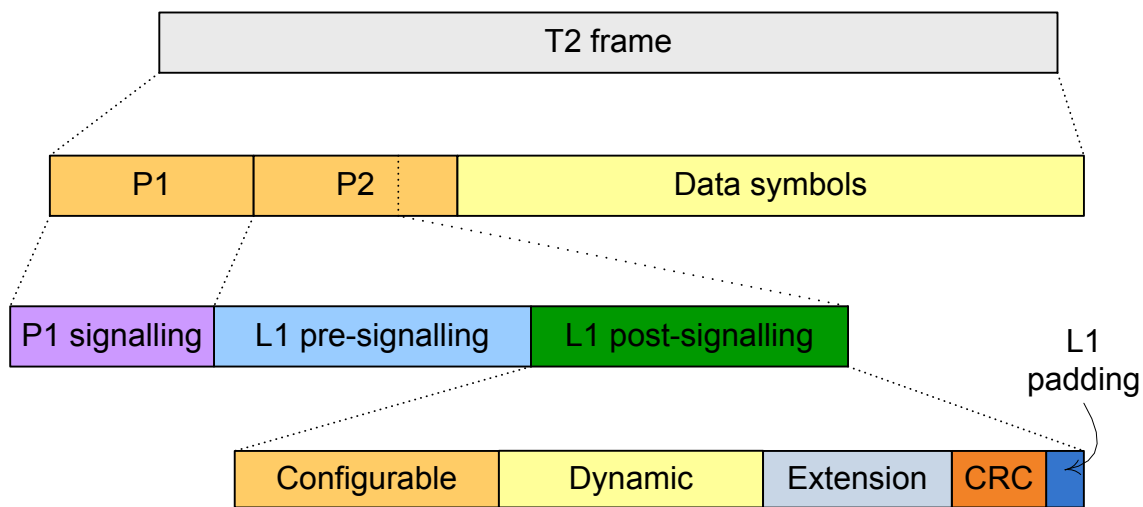 T2 frame
P1
P2
Data symbols
P1 signalling
L1 pre-signalling
L1 post-signalling
L1
padding
Configurable
Dynamic
Extension
CRC